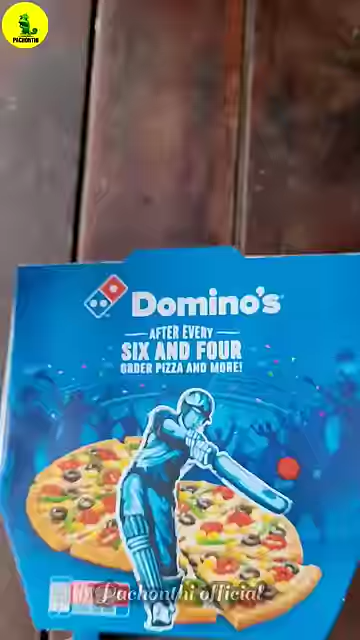 PACHONTHI
Domino's
AFTER EVERY
SIX AND FOUR
ORDER PIZZA AND MORE!
Pachonthi official